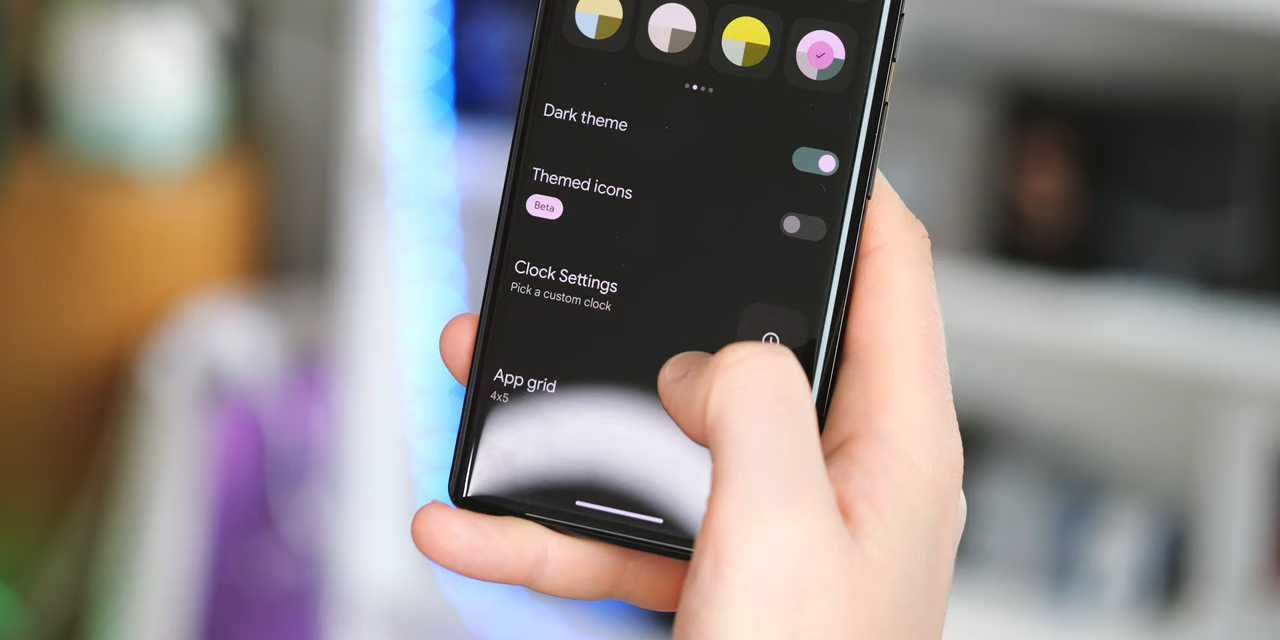 Dark theme
Themed icons
Beta
Clock Settings
Pick a custom clock
App grid
4x5